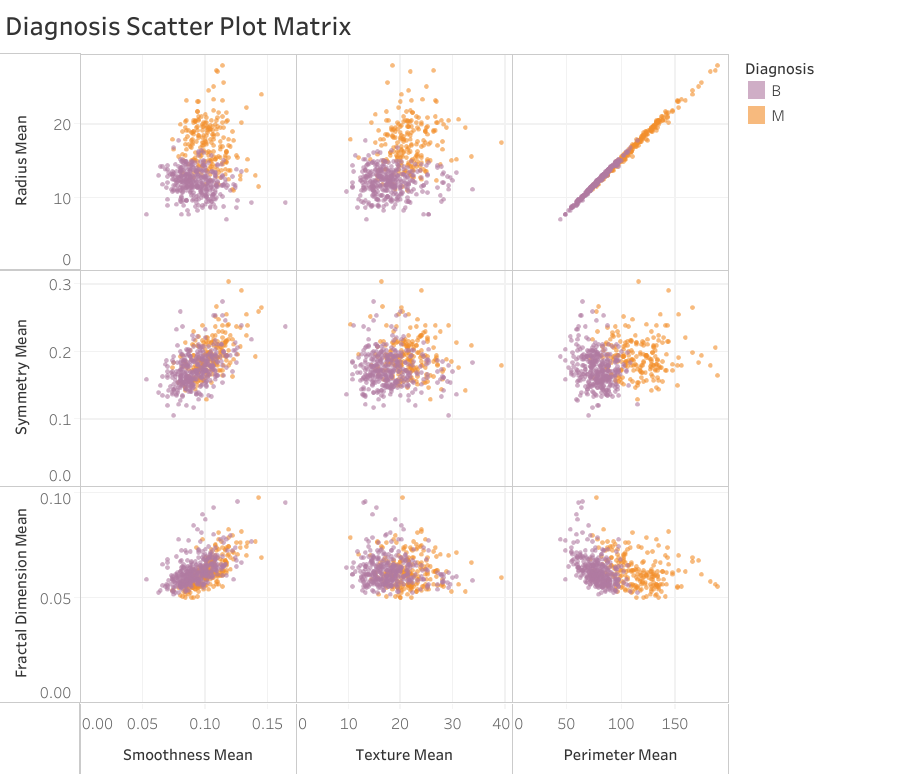 Diagnosis Scatter Plot Matrix
Diagnosis
B
M
Radius Mean
20
10
0
Symmetry Mean
0.3
0.2
0.1
0.0
Fractal Dimension Mean
0.10
0.05
0.00
0.00 0.05 0.10 0.15 0 10 20 30 40 0 50 100 150
Smoothness Mean Texture Mean Perimeter Mean